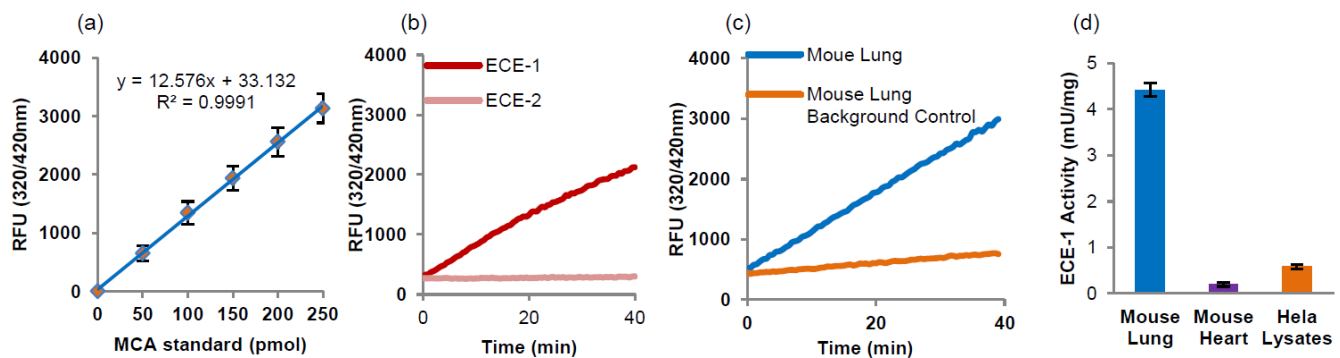 (a)
4000
3000
2000
1000
0
RFU (320/420nm)
y = 12.576x + 33.132
R² = 0.9991
0 50 100 150 200 250
MCA standard (pmol)
(b)
4000
3000
2000
1000
0
RFU (320/420nm)
ECE-1
ECE-2
0 20 40
Time (min)
(c)
4000
3000
2000
1000
0
RFU (320/420nm)
Moue Lung
Mouse Lung
Background Control
0 20 40
Time (min)
(d)
5
4
3
2
1
0
ECE-1 Activity (mU/mg)
Mouse Lung
Mouse Heart
Hela Lysates